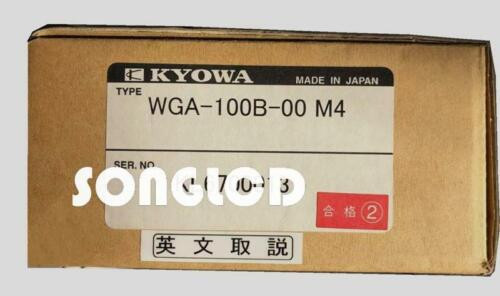 KYOWA
MADE IN JAPAN
TYPE
WGA-100B-00 M4
SER. NO.
SONGLOD
合格②
英文取説